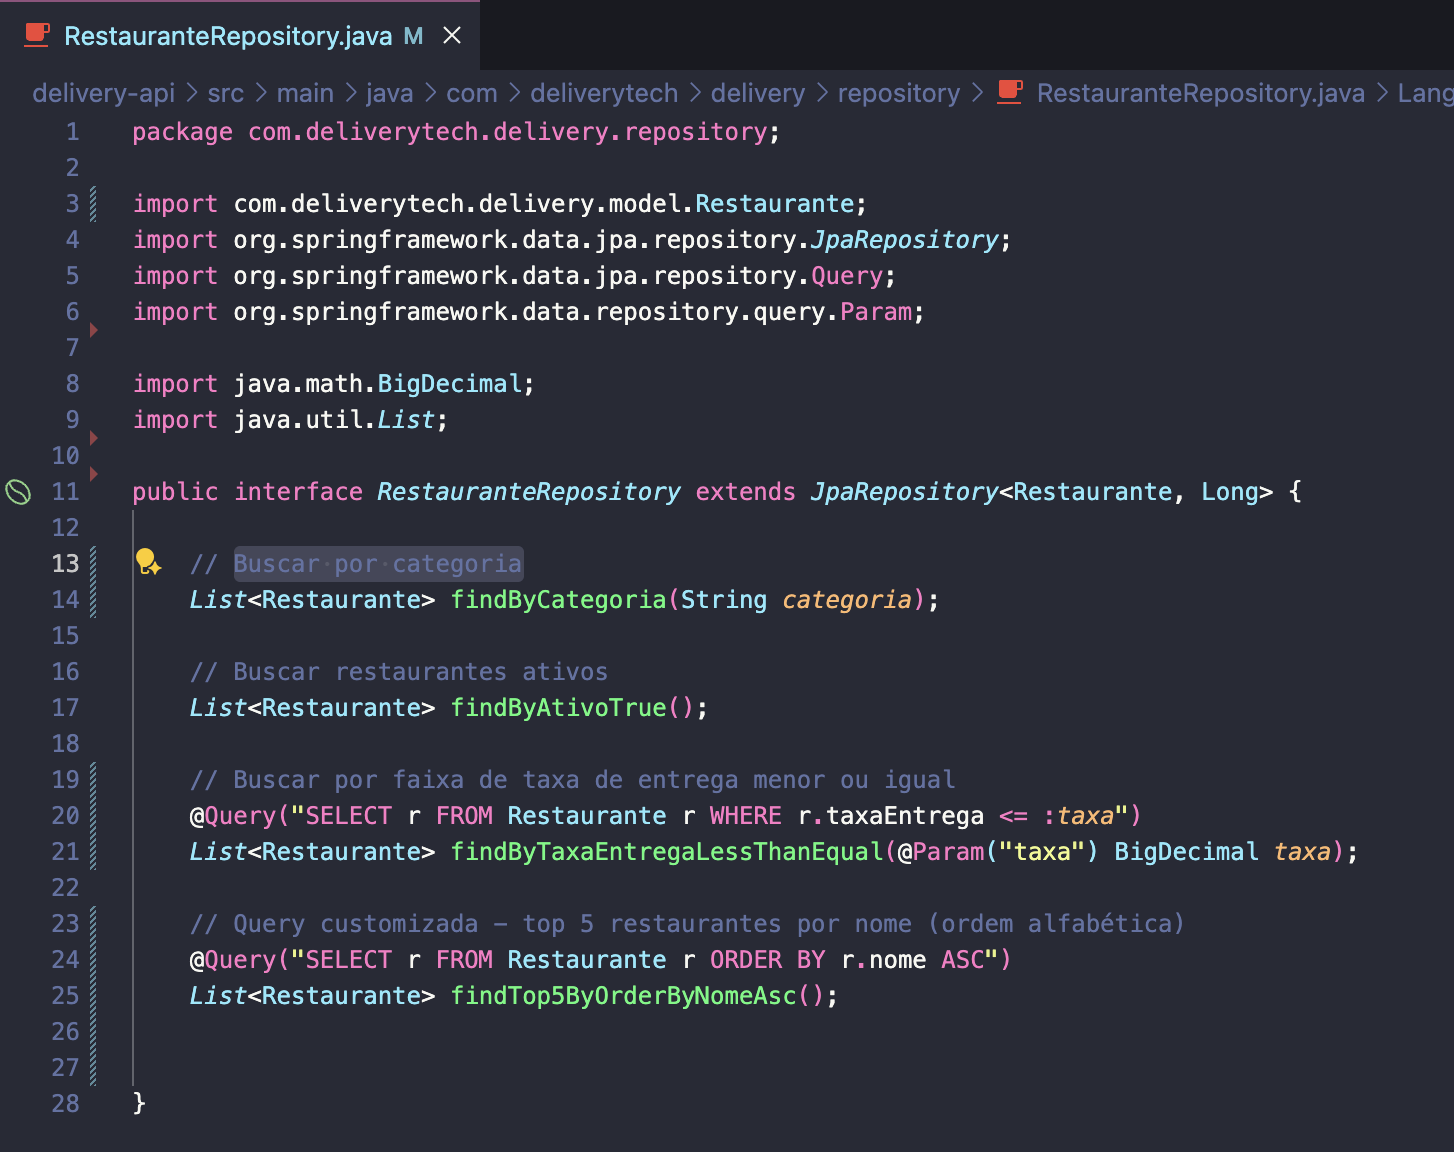 RestauranteRepository.java M
delivery-api > src > main > java > com > deliverytech > delivery > repository > RestauranteRepository.java > Lang
1 package com.deliverytech.delivery.repository;
2
3 import com.deliverytech.delivery.model.Restaurante;
4 import org.springframework.data.jpa.repository.JpaRepository;
5 import org.springframework.data.jpa.repository.Query;
6 import org.springframework.data.repository.query.Param;
7
8 import java.math.BigDecimal;
9 import java.util.List;
10
11 public interface RestauranteRepository extends JpaRepository<Restaurante, Long> {
12
13 // Buscar por categoria
14 List<Restaurante> findByCategoria(String categoria);
15
16 // Buscar restaurantes ativos
17 List<Restaurante> findByAtivoTrue();
18
19 // Buscar por faixa de taxa de entrega menor ou igual
20 @Query("SELECT r FROM Restaurante r WHERE r.taxaEntrega <= :taxa")
21 List<Restaurante> findByTaxaEntregaLessThanEqual(@Param("taxa") BigDecimal taxa);
22
23 // Query customizada – top 5 restaurantes por nome (ordem alfabética)
24 @Query("SELECT r FROM Restaurante r ORDER BY r.nome ASC")
25 List<Restaurante> findTop5ByOrderByNomeAsc();
26
27
28 }